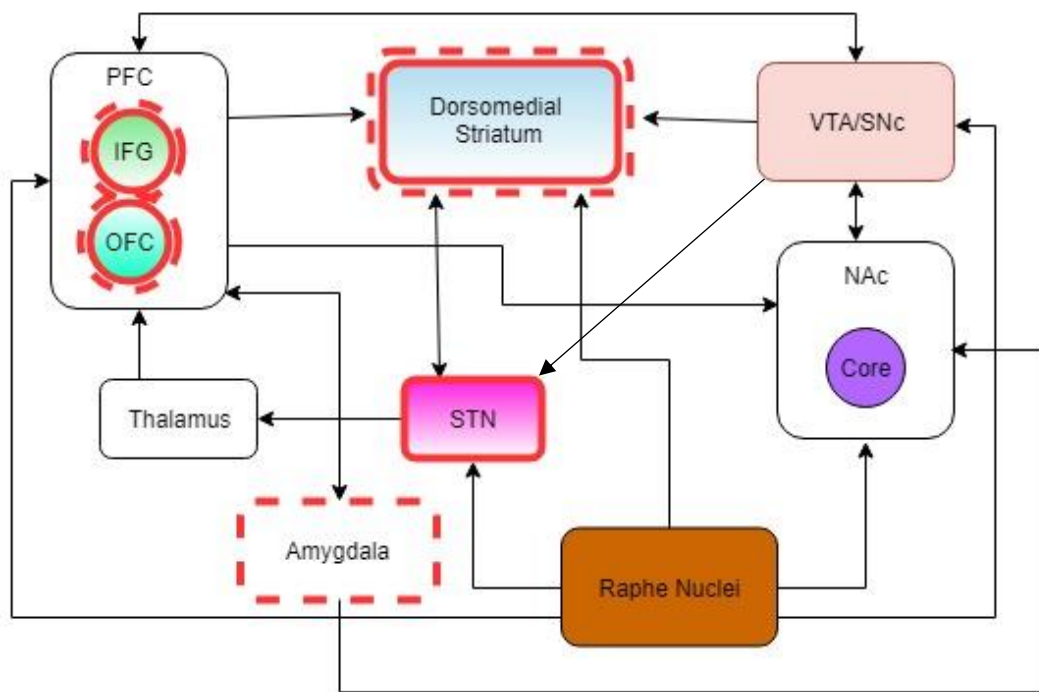 PFC
IFG
OFC
Dorsomedial
Striatum
VTA/SNc
NAc
Core
Thalamus
STN
Amygdala
Raphe Nuclei